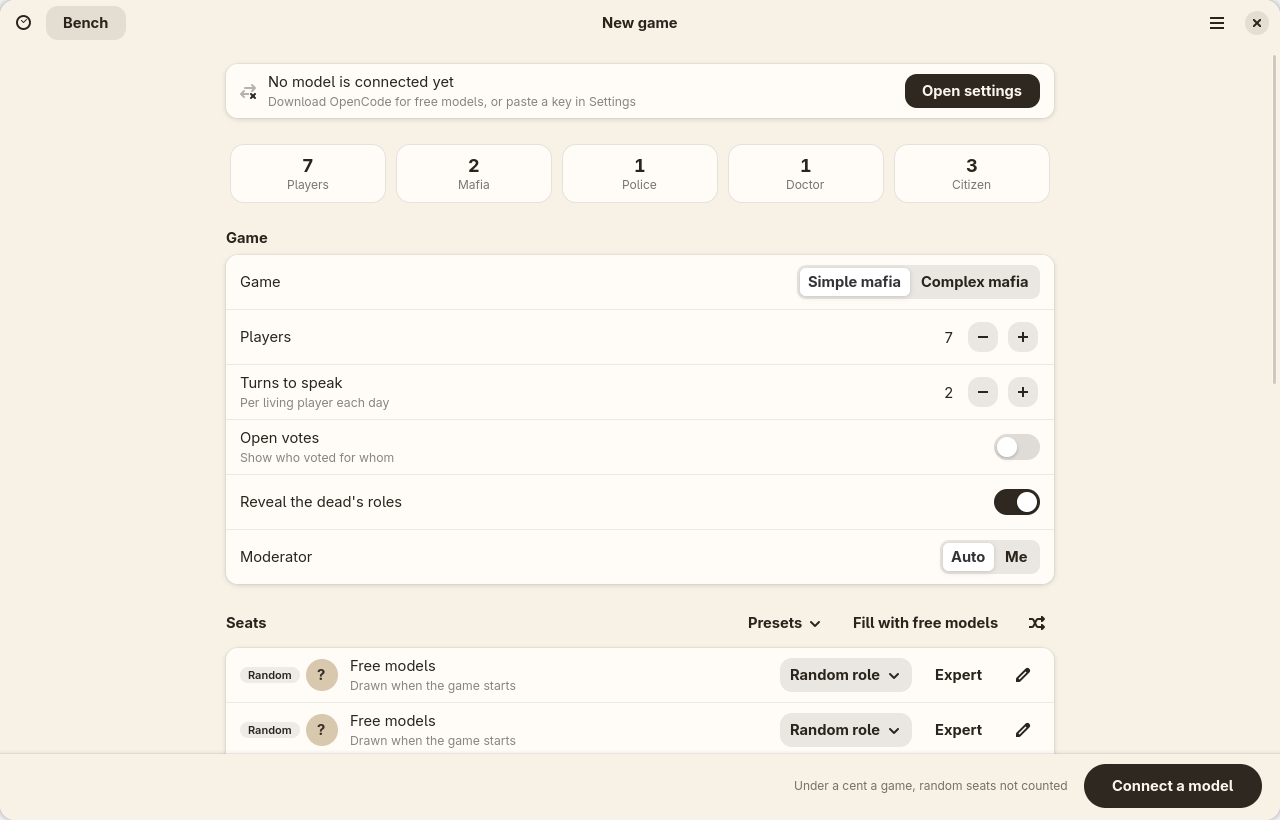 Bench
New game
No model is connected yet
Download OpenCode for free models, or paste a key in Settings
Open settings
7
Players
2
Mafia
1
Police
1
Doctor
3
Citizen
Game
Game
Simple mafia
Complex mafia
Players
7
Turns to speak
Per living player each day
2
Open votes
Show who voted for whom
Reveal the dead's roles
Moderator
Auto
Me
Seats
Presets
Fill with free models
Random
?
Free models
Drawn when the game starts
Random role
Expert
Random
?
Free models
Drawn when the game starts
Random role
Expert
Under a cent a game, random seats not counted
Connect a model